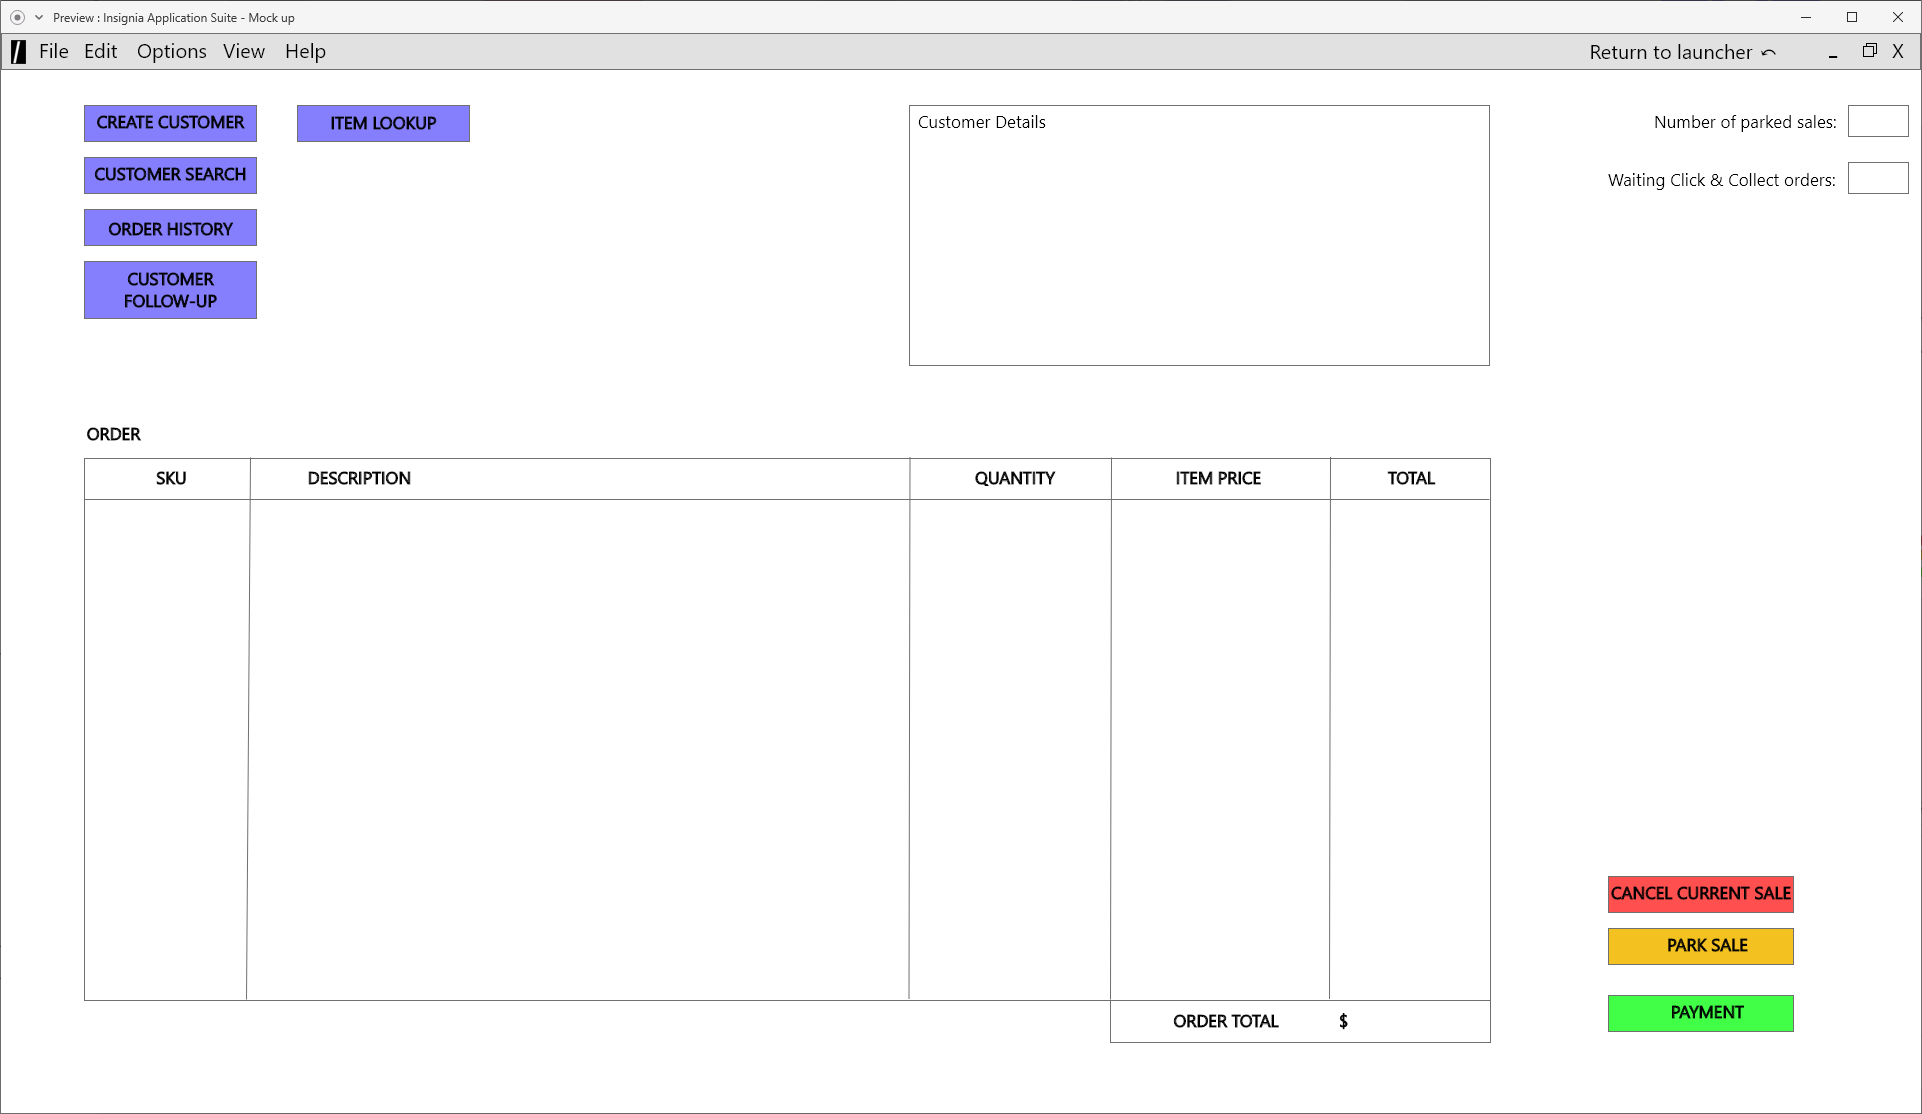 Preview : Insignia Application Suite - Mock up
File Edit Options View Help Return to launcher
CREATE CUSTOMER
ITEM LOOKUP
CUSTOMER SEARCH
ORDER HISTORY
CUSTOMER
FOLLOW-UP
Customer Details
Number of parked sales:
Waiting Click & Collect orders:
ORDER
SKU DESCRIPTION QUANTITY ITEM PRICE TOTAL
CANCEL CURRENT SALE
PARK SALE
PAYMENT
ORDER TOTAL $